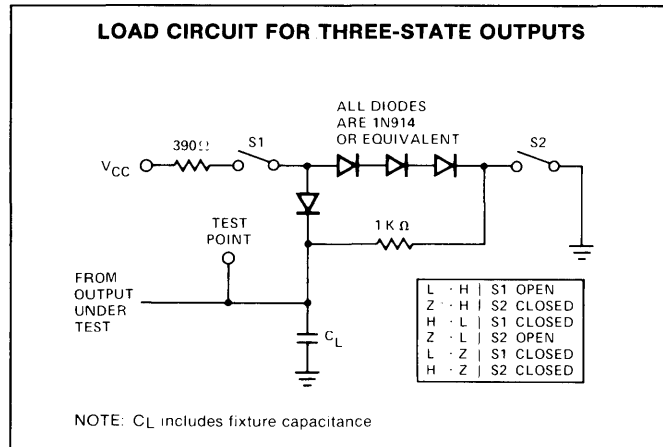 LOAD CIRCUIT FOR THREE-STATE OUTPUTS
ALL DIODES
ARE 1N914
OR EQUIVALENT
390Ω
S1
S2
VCC
TEST
POINT
1 K Ω
FROM
OUTPUT
UNDER
TEST
CL
L · H | S1 OPEN
Z · H | S2 CLOSED
H · L | S1 CLOSED
Z · L | S2 OPEN
L · Z | S1 CLOSED
H · Z | S2 CLOSED
NOTE: CL includes fixture capacitance